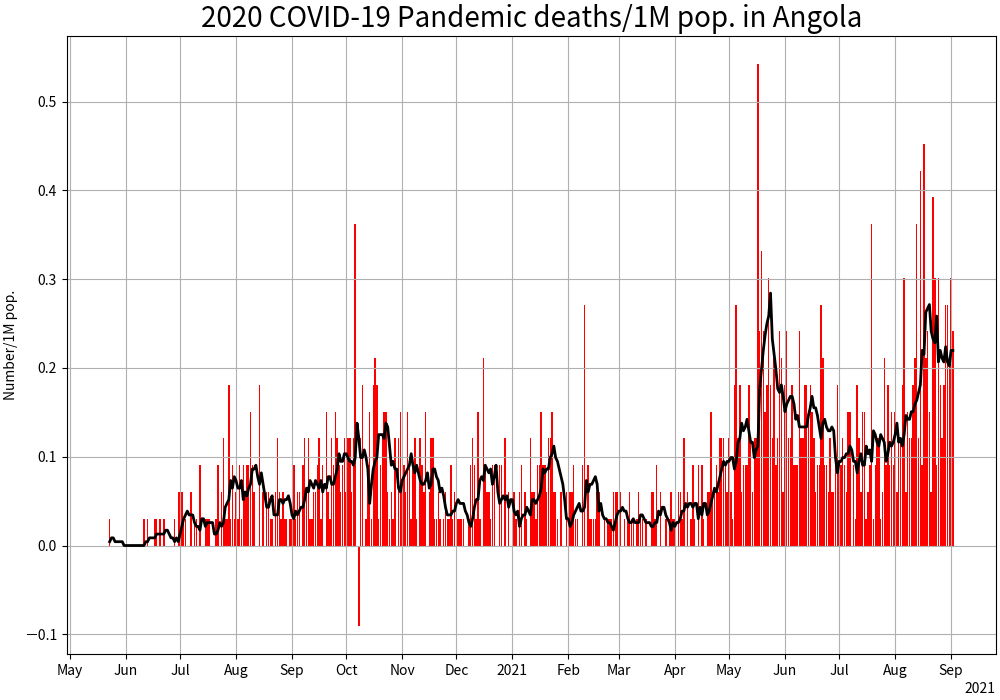 2020 COVID-19 Pandemic deaths/1M pop. in Angola
Number/1M pop.
0.5
0.4
0.3
0.2
0.1
0.0
−0.1
May Jun Jul Aug Sep Oct Nov Dec 2021 Feb Mar Apr May Jun Jul Aug Sep
2021